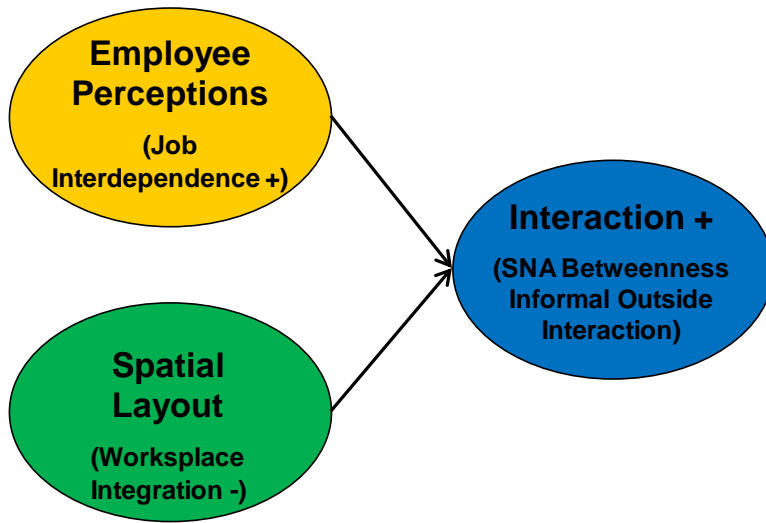 Employee
Perceptions
(Job
Interdependence +)
Interaction +
(SNA Betweenness
Informal Outside
Interaction)
Spatial
Layout
(Worksplace
Integration -)